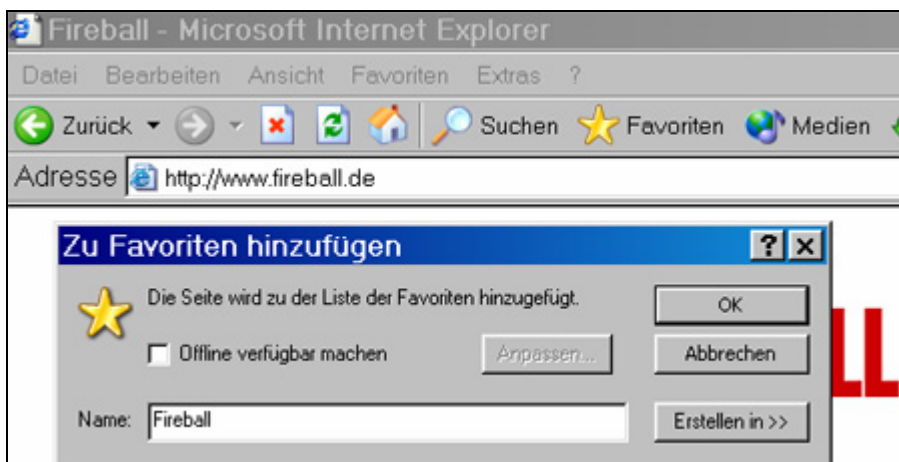 Fireball - Microsoft Internet Explorer
Datei Bearbeiten Ansicht Favoriten Extras ?
Zurück Suchen Favoriten Medien
Adresse http://www.fireball.de
Zu Favoriten hinzufügen
Die Seite wird zu der Liste der Favoriten hinzugefügt.
OK
Offline verfügbar machen Anpassen... Abbrechen
LL
Name: Fireball Erstellen in >>